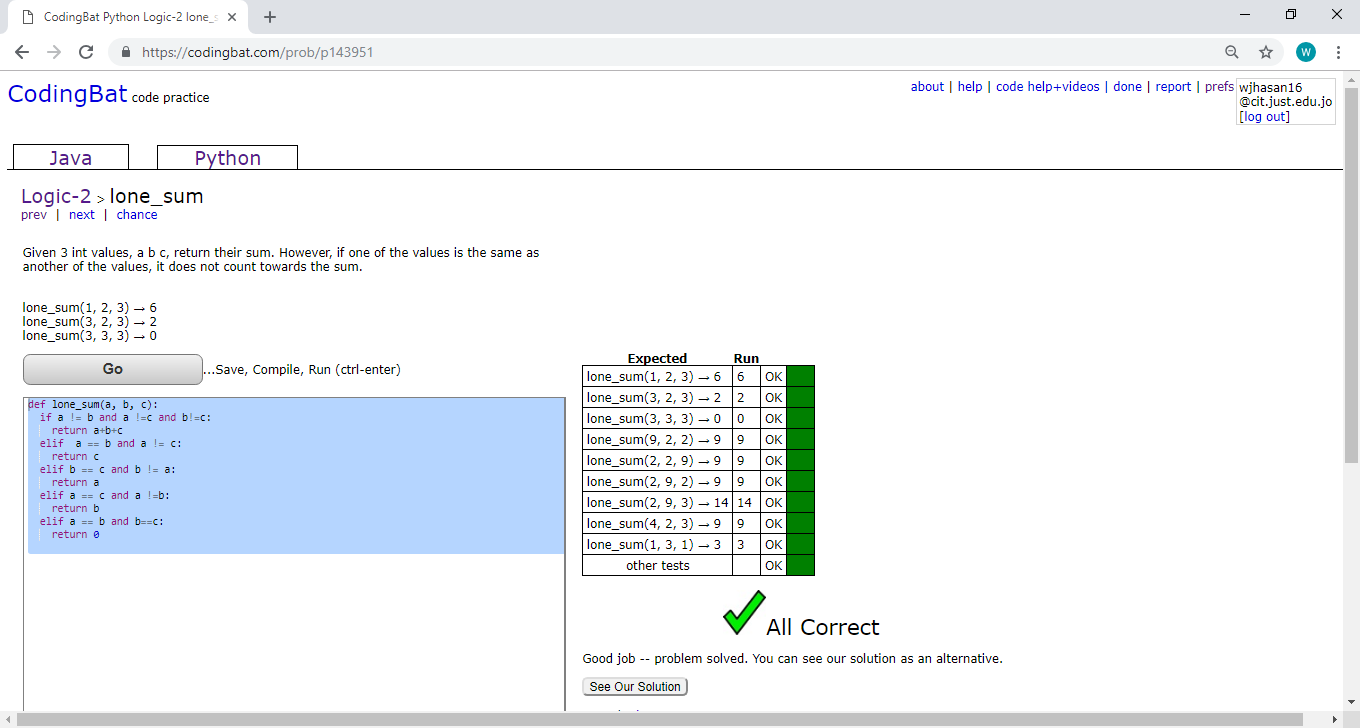 CodingBat Python Logic-2 lone_s
https://codingbat.com/prob/p143951
W
CodingBat code practice
about | help | code help+videos | done | report | prefs
wjhasan16
@cit.just.edu.jo
[log out]
Java
Python
Logic-2 > lone_sum
prev | next | chance
Given 3 int values, a b c, return their sum. However, if one of the values is the same as
another of the values, it does not count towards the sum.
lone_sum(1, 2, 3) → 6
lone_sum(3, 2, 3) → 2
lone_sum(3, 3, 3) → 0
Go
...Save, Compile, Run (ctrl-enter)
def lone_sum(a, b, c):
  if a != b and a !=c and b!=c:
    return a+b+c
  elif  a == b and a != c:
    return c
  elif b == c and b != a:
    return a
  elif a == c and a !=b:
    return b
  elif a == b and b==c:
    return 0
Expected Run
lone_sum(1, 2, 3) → 6 6 OK
lone_sum(3, 2, 3) → 2 2 OK
lone_sum(3, 3, 3) → 0 0 OK
lone_sum(9, 2, 2) → 9 9 OK
lone_sum(2, 2, 9) → 9 9 OK
lone_sum(2, 9, 2) → 9 9 OK
lone_sum(2, 9, 3) → 14 14 OK
lone_sum(4, 2, 3) → 9 9 OK
lone_sum(1, 3, 1) → 3 3 OK
other tests OK
All Correct
Good job -- problem solved. You can see our solution as an alternative.
See Our Solution